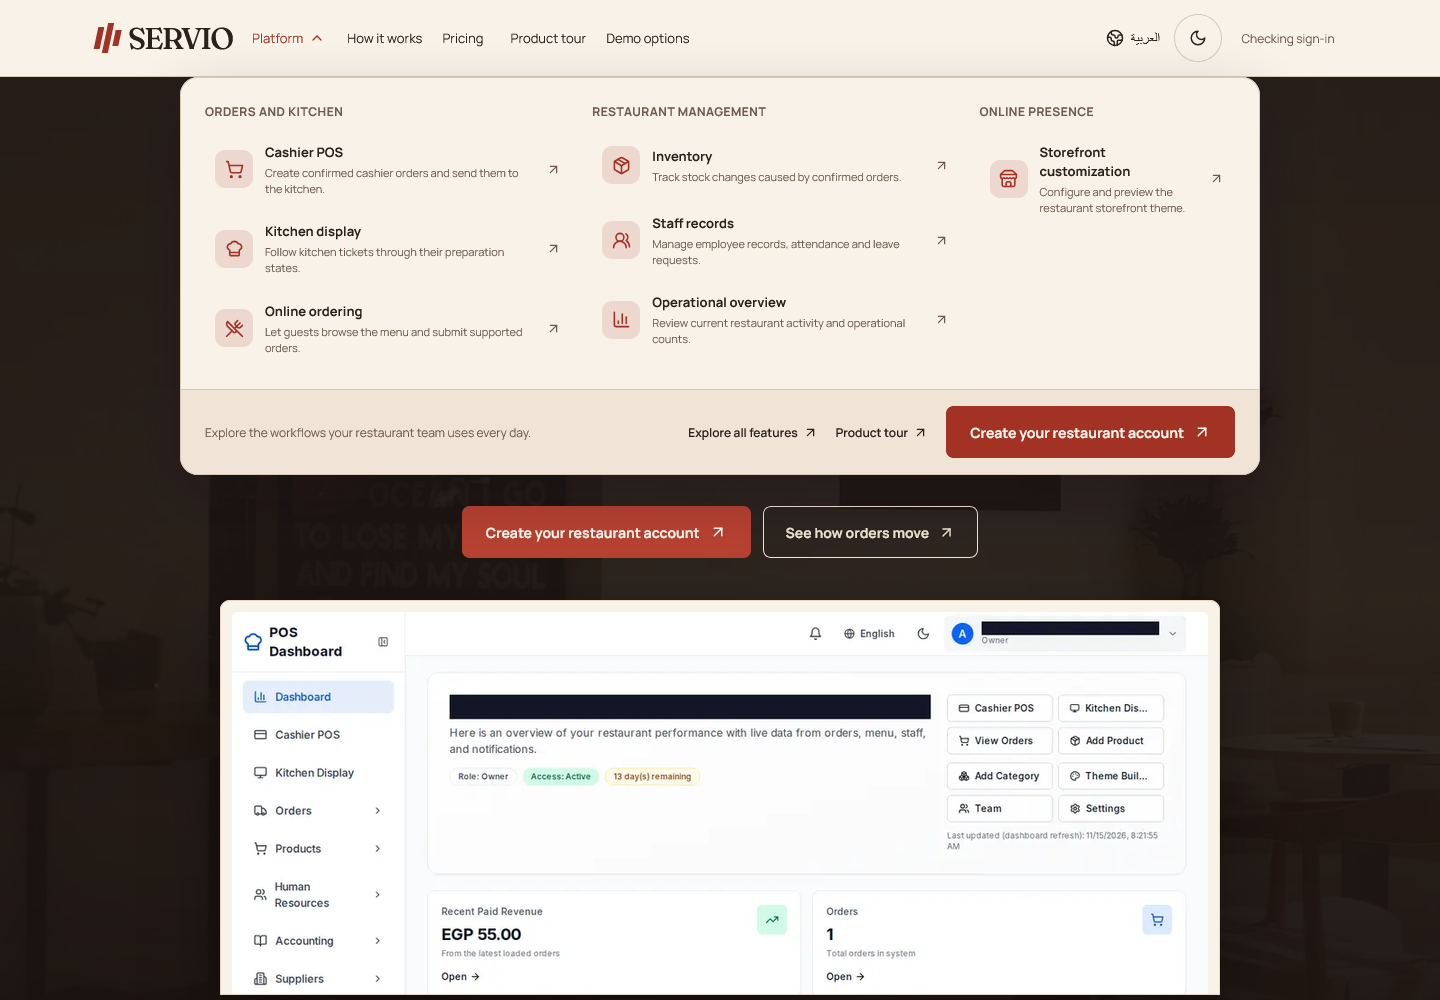 SERVIO
Platform
How it works
Pricing
Product tour
Demo options
العربية
Checking sign-in
ORDERS AND KITCHEN
Cashier POS
Create confirmed cashier orders and send them to
the kitchen.
Kitchen display
Follow kitchen tickets through their preparation
states.
Online ordering
Let guests browse the menu and submit supported
orders.
RESTAURANT MANAGEMENT
Inventory
Track stock changes caused by confirmed orders.
Staff records
Manage employee records, attendance and leave
requests.
Operational overview
Review current restaurant activity and operational
counts.
ONLINE PRESENCE
Storefront
customization
Configure and preview the
restaurant storefront theme.
Explore the workflows your restaurant team uses every day.
Explore all features
Product tour
Create your restaurant account
GO
TO LOSE MY
AND FIND MY SOUL
Create your restaurant account
See how orders move
POS
Dashboard
English
A
Owner
Dashboard
Cashier POS
Kitchen Display
Orders
Products
Human
Resources
Accounting
Suppliers
Here is an overview of your restaurant performance with live data from orders, menu, staff,
and notifications.
Role: Owner
Access: Active
13 day(s) remaining
Cashier POS
Kitchen Dis...
View Orders
Add Product
Add Category
Theme Buil...
Team
Settings
Last updated (dashboard refresh): 11/15/2026, 8:21:55
AM
Recent Paid Revenue
EGP 55.00
From the latest loaded orders
Open
Orders
1
Total orders in system
Open